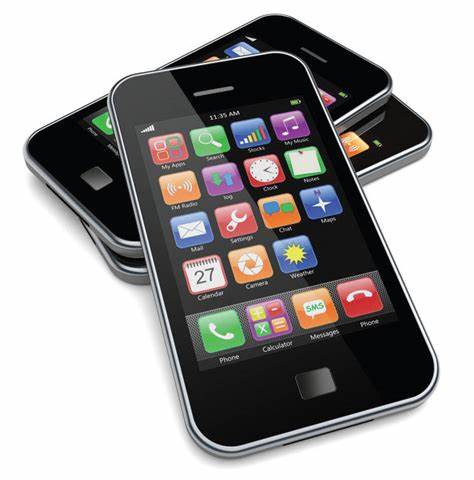 11:35 AM
My Apps Search Stocks My Music
FM Radio log Clock Notes
Mail Settings Chat Maps
27
Calendar Camera Weather
SMS
Phone Calculator Messages Phone